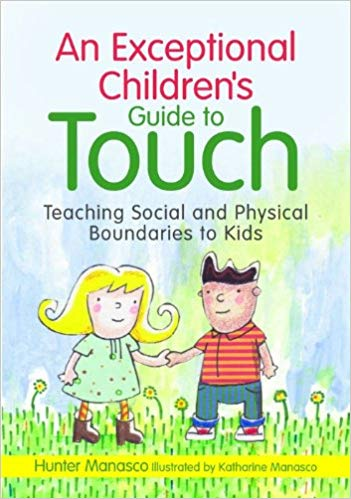 An Exceptional
Children's
Guide to
Touch
Teaching Social and Physical
Boundaries to Kids
Hunter Manasco Illustrated by Katharine Manasco